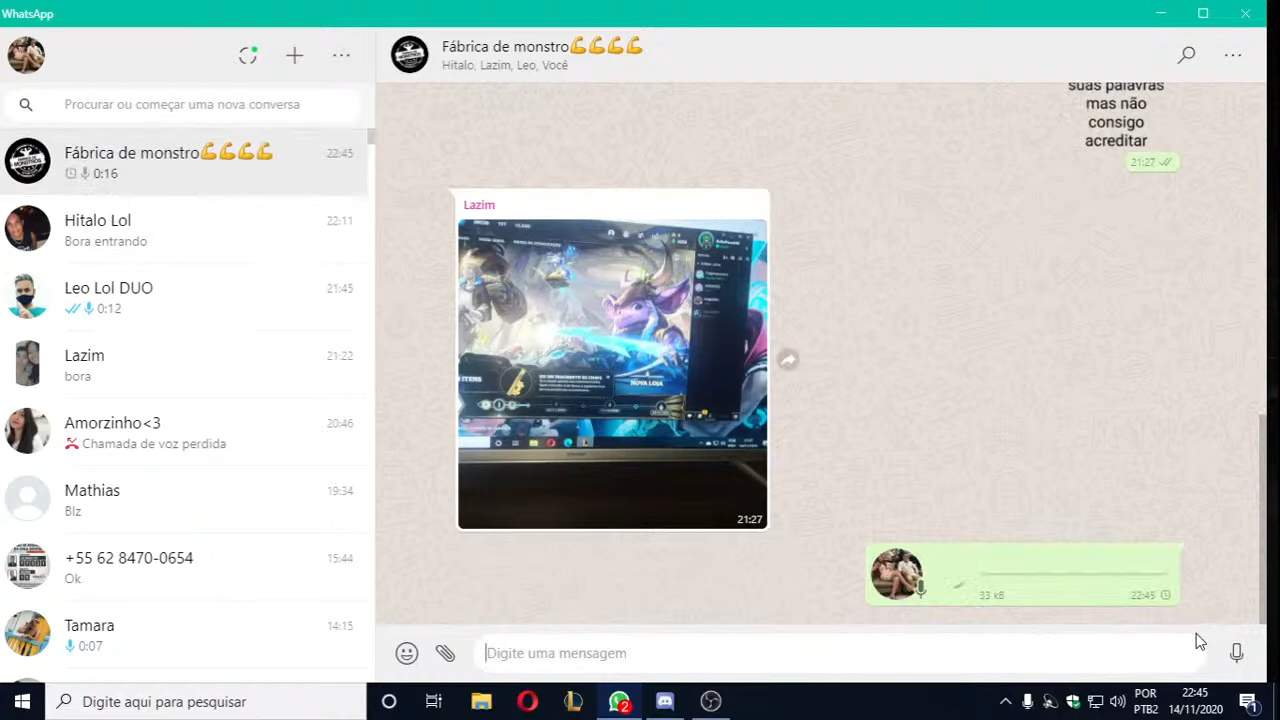 WhatsApp
Fábrica de monstro💪💪💪💪
Hitalo, Lazim, Leo, Você
Procurar ou começar uma nova conversa
Fábrica de monstro💪💪💪💪 22:45
0:16
Hitalo Lol 22:11
Bora entrando
Leo Lol DUO 21:45
0:12
Lazim 21:22
bora
Amorzinho<3 20:46
Chamada de voz perdida
Mathias 19:34
Blz
+55 62 8470-0654 15:44
Ok
Tamara 14:15
0:07
suas palavras
mas não
consigo
acreditar
21:27
Lazim
NOVA LOJA
21:27
33 kB 22:45
Digite uma mensagem
Digite aqui para pesquisar
2
POR
PTB2
22:45
14/11/2020
1